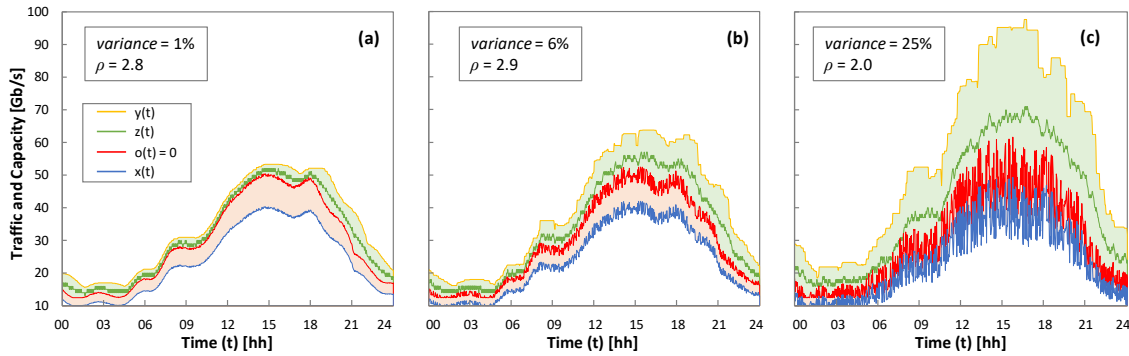 Traffic and Capacity [Gb/s]
100
90
80
70
60
50
40
30
20
10
variance = 1%
ρ = 2.8
(a)
y(t)
z(t)
o(t) = 0
x(t)
00 03 06 09 12 15 18 21 24
Time (t) [hh]
variance = 6%
ρ = 2.9
(b)
00 03 06 09 12 15 18 21 24
Time (t) [hh]
variance = 25%
ρ = 2.0
(c)
00 03 06 09 12 15 18 21 24
Time (t) [hh]